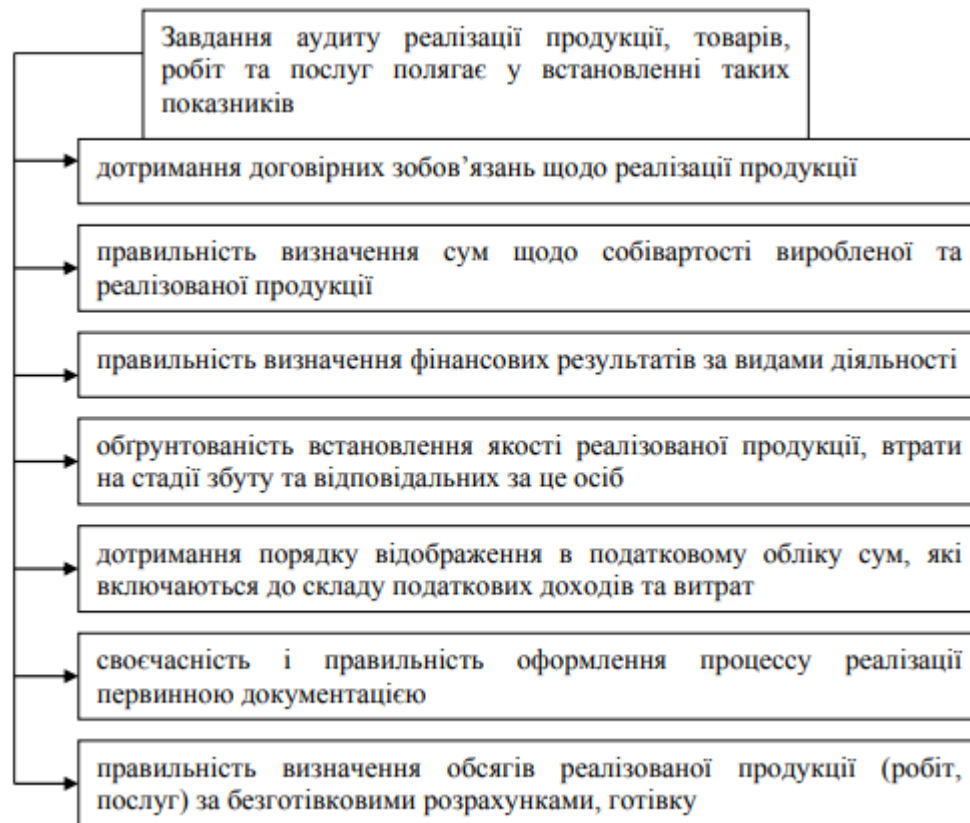 Завдання аудиту реалізації продукції, товарів,
робіт та послуг полягає у встановленні таких
показників
дотримання договірних зобов’язань щодо реалізації продукції
правильність визначення сум щодо собівартості виробленої та
реалізованої продукції
правильність визначення фінансових результатів за видами діяльності
обґрунтованість встановлення якості реалізованої продукції, втрати
на стадії збуту та відповідальних за це осіб
дотримання порядку відображення в податковому обліку сум, які
включаються до складу податкових доходів та витрат
своєчасність і правильність оформлення процессу реалізації
первинною документацією
правильність визначення обсягів реалізованої продукції (робіт,
послуг) за безготівковими розрахунками, готівку